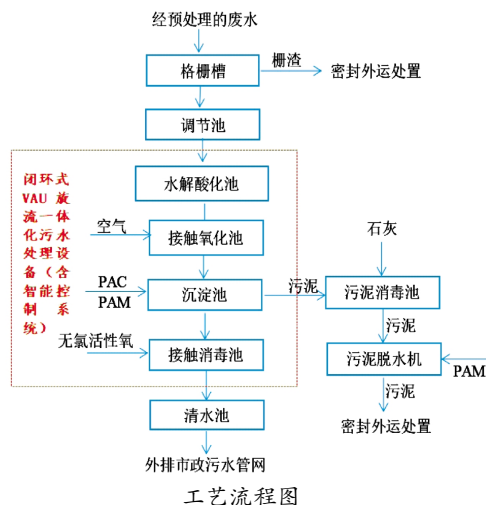 经预处理的废水
格栅槽
栅渣
密封外运处置
调节池
闭环式
VAU 放
流一体
化污水
处理设
备（含
智能控
制系
统）
水解酸化池
空气
接触氧化池
石灰
PAC
PAM
沉淀池
污泥
污泥消毒池
污泥
无氯活性氧
接触消毒池
污泥脱水机
PAM
污泥
清水池
密封外运处置
外排市政污水管网
工艺流程图